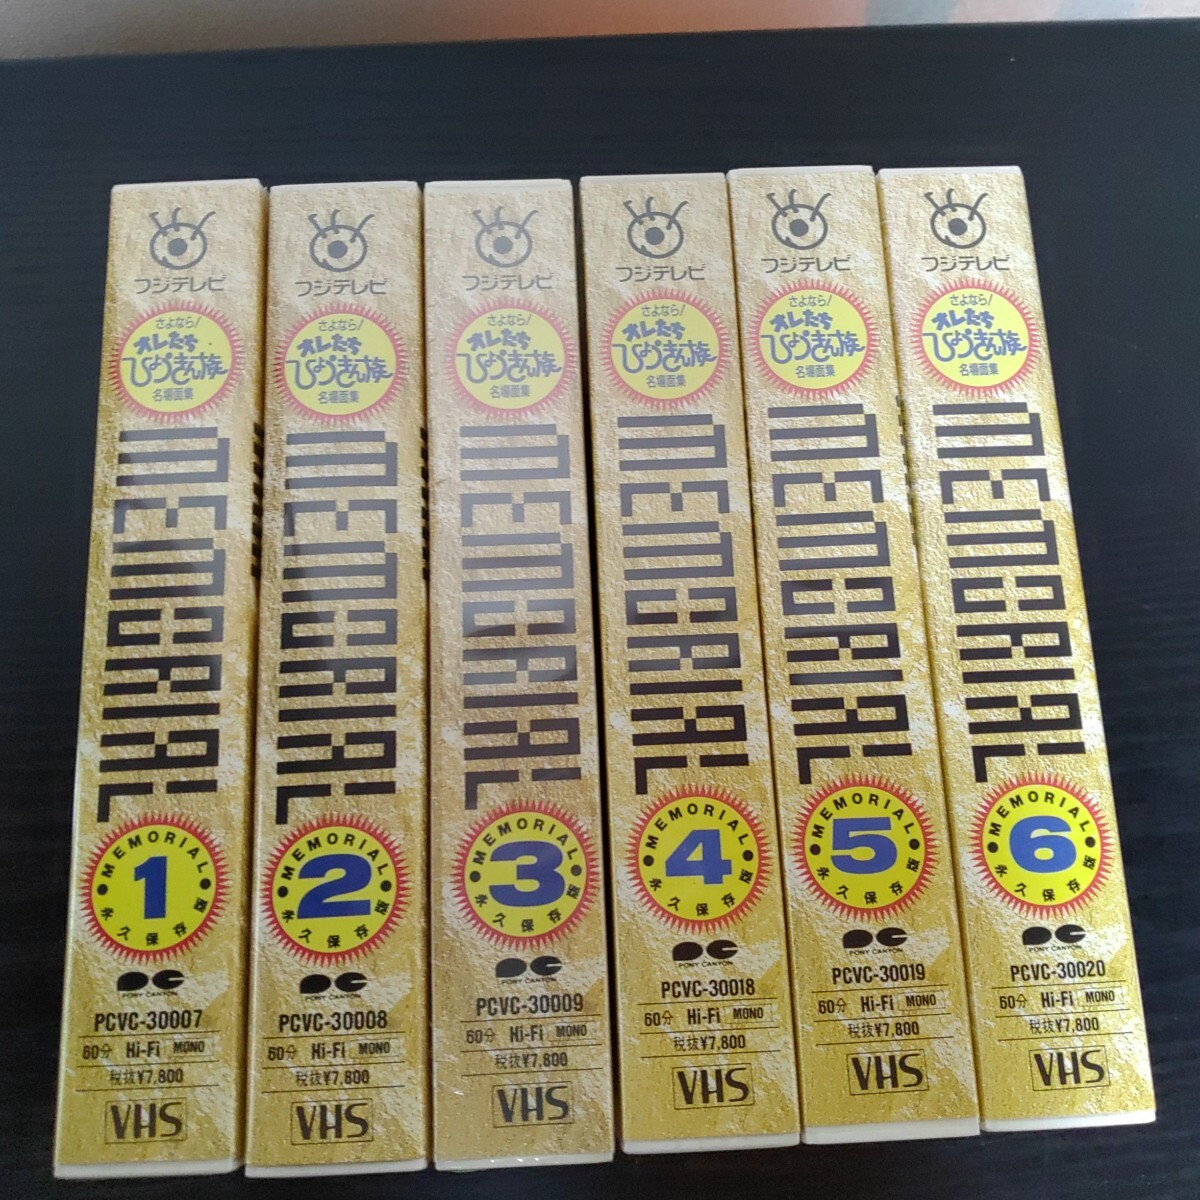 フジテレビ
さよなら!
オレたち
ひょうきん族
名場面集
MEMORIAL
MEMORIAL
1
永久保存版
PONY CANYON
PCVC-30007
60分 Hi-Fi MONO
税抜¥7,800
VHS
フジテレビ
さよなら!
オレたち
ひょうきん族
名場面集
MEMORIAL
MEMORIAL
2
永久保存版
PONY CANYON
PCVC-30008
60分 Hi-Fi MONO
税抜¥7,800
VHS
フジテレビ
さよなら!
オレたち
ひょうきん族
名場面集
MEMORIAL
MEMORIAL
3
永久保存版
PONY CANYON
PCVC-30009
60分 Hi-Fi MONO
税抜¥7,800
VHS
フジテレビ
さよなら!
オレたち
ひょうきん族
名場面集
MEMORIAL
MEMORIAL
4
永久保存版
PONY CANYON
PCVC-30018
60分 Hi-Fi MONO
税抜¥7,800
VHS
フジテレビ
さよなら!
オレたち
ひょうきん族
名場面集
MEMORIAL
MEMORIAL
5
永久保存版
PONY CANYON
PCVC-30019
60分 Hi-Fi MONO
税抜¥7,800
VHS
フジテレビ
さよなら!
オレたち
ひょうきん族
名場面集
MEMORIAL
MEMORIAL
6
永久保存版
PONY CANYON
PCVC-30020
60分 Hi-Fi MONO
税抜¥7,800
VHS